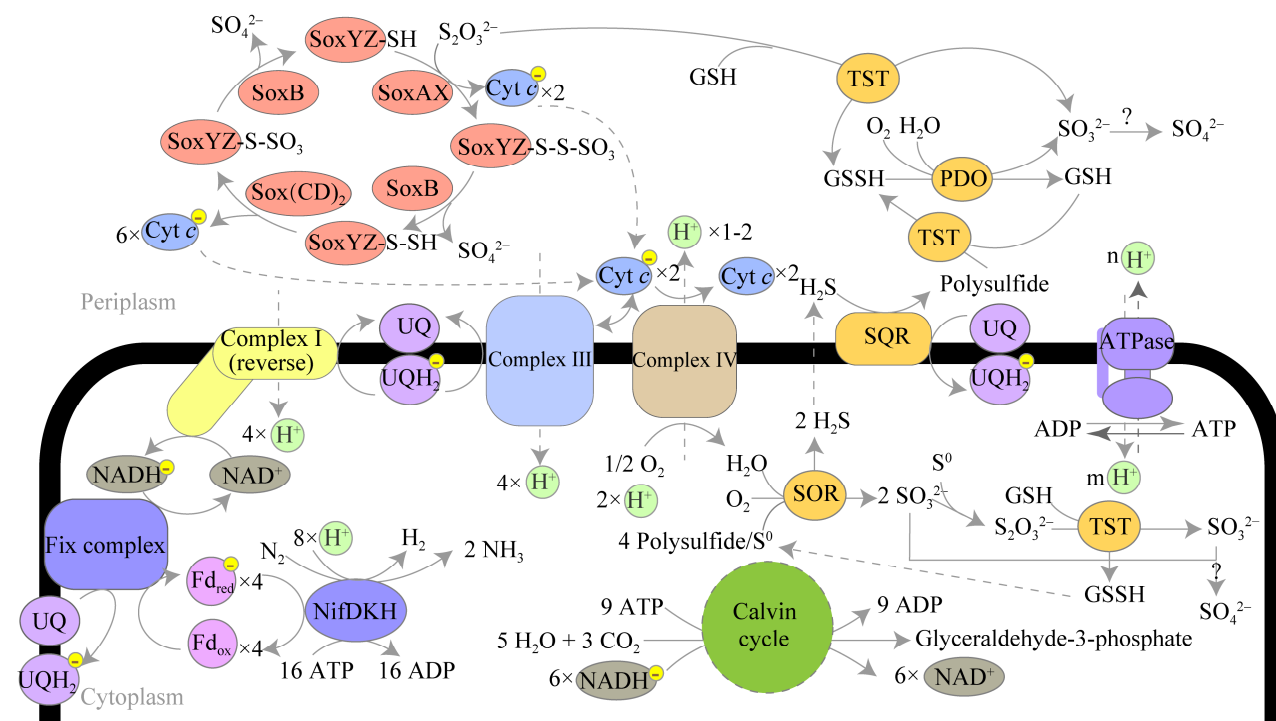 SO₄²⁻
SoxYZ-SH
S₂O₃²⁻
GSH
TST
SoxB
SoxAX
Cyt c
×2
O₂ H₂O
SO₃²⁻
?
SO₄²⁻
SoxYZ-S-SO₃
SoxYZ-S-S-SO₃
GSSH
PDO
GSH
Sox(CD)₂
SoxB
6× Cyt c
SoxYZ-S-SH
SO₄²⁻
H⁺ ×1-2
TST
n H⁺
Periplasm
Cyt c ×2
Cyt c ×2
H₂S
Polysulfide
Complex I
(reverse)
UQ
UQH₂
Complex III
Complex IV
SQR
UQ
UQH₂
ATPase
4× H⁺
2 H₂S
ADP
ATP
NADH
NAD⁺
4× H⁺
1/2 O₂
2× H⁺
H₂O
O₂
SOR
2 SO₃²⁻
S⁰
m H⁺
GSH
S₂O₃²⁻
TST
SO₃²⁻
Fix complex
N₂
8× H⁺
H₂
2 NH₃
4 Polysulfide/S⁰
?
GSSH
SO₄²⁻
Fd_red ×4
NifDKH
Fd_ox ×4
16 ATP
16 ADP
UQ
UQH₂
Cytoplasm
9 ATP
5 H₂O + 3 CO₂
6× NADH
Calvin
cycle
9 ADP
Glyceraldehyde-3-phosphate
6× NAD⁺